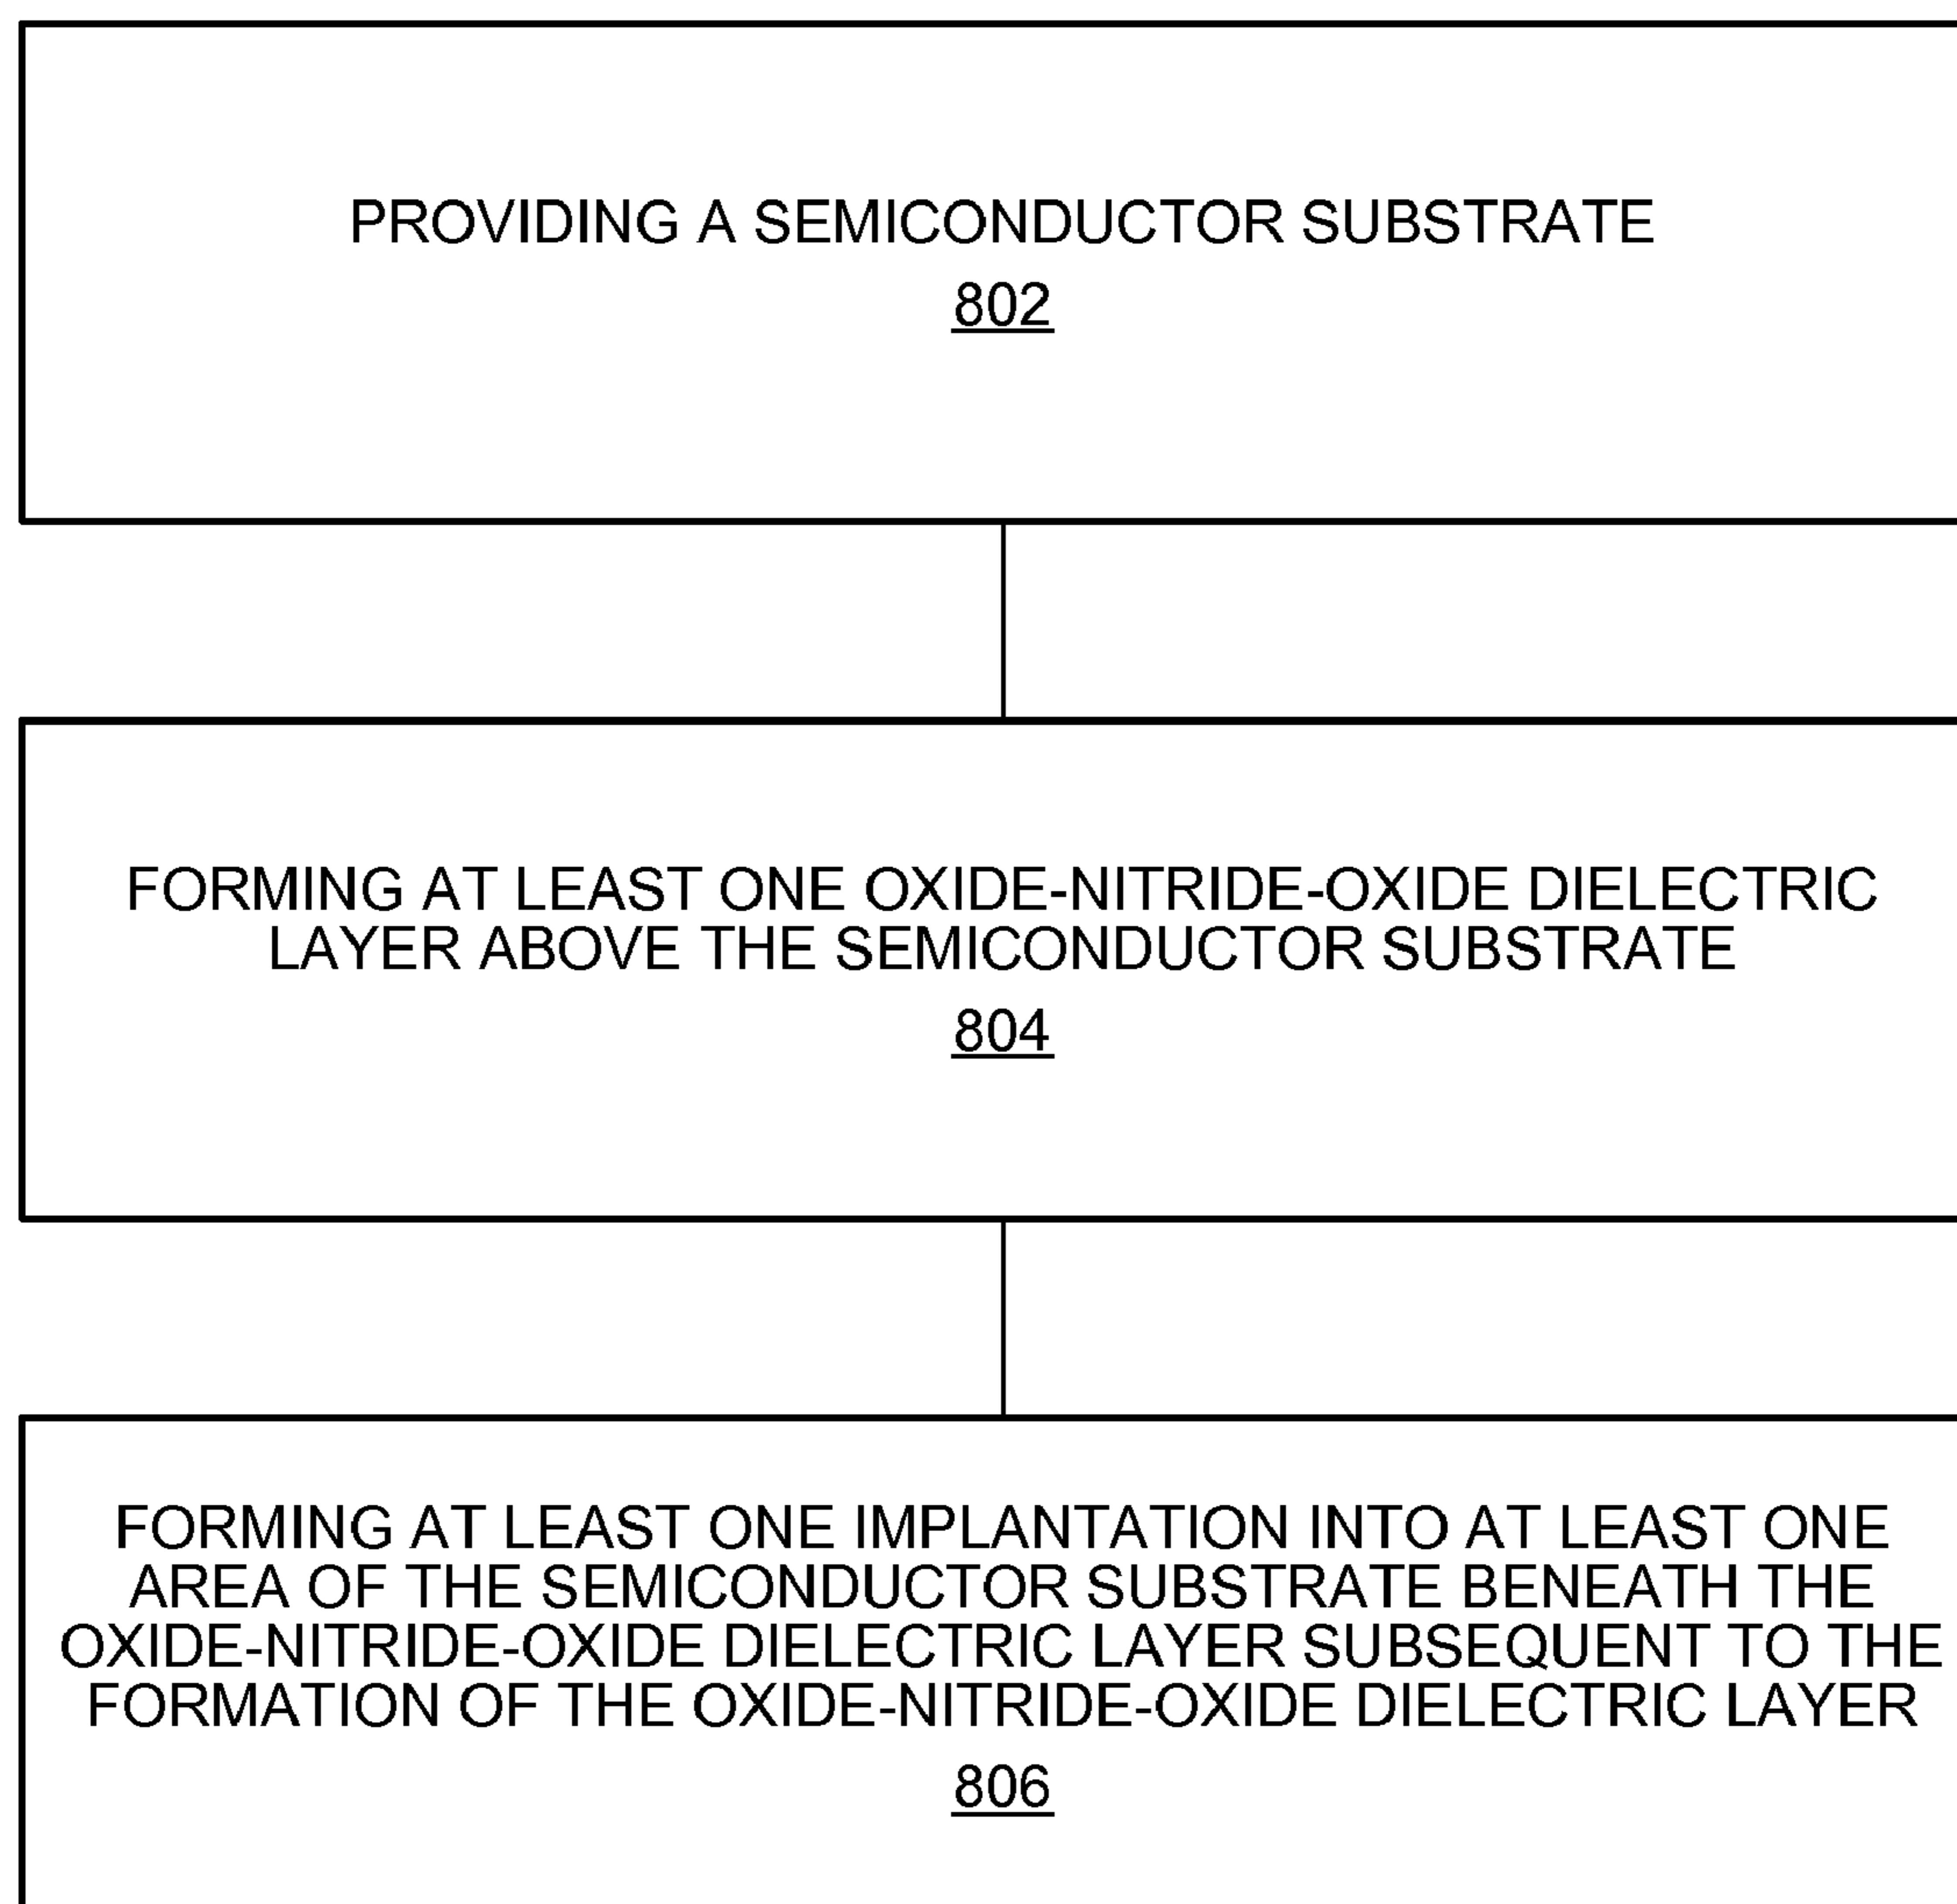 PROVIDING A SEMICONDUCTOR SUBSTRATE
802
FORMING AT LEAST ONE OXIDE-NITRIDE-OXIDE DIELECTRIC
LAYER ABOVE THE SEMICONDUCTOR SUBSTRATE
804
FORMING AT LEAST ONE IMPLANTATION INTO AT LEAST ONE
AREA OF THE SEMICONDUCTOR SUBSTRATE BENEATH THE
OXIDE-NITRIDE-OXIDE DIELECTRIC LAYER SUBSEQUENT TO THE
FORMATION OF THE OXIDE-NITRIDE-OXIDE DIELECTRIC LAYER
806